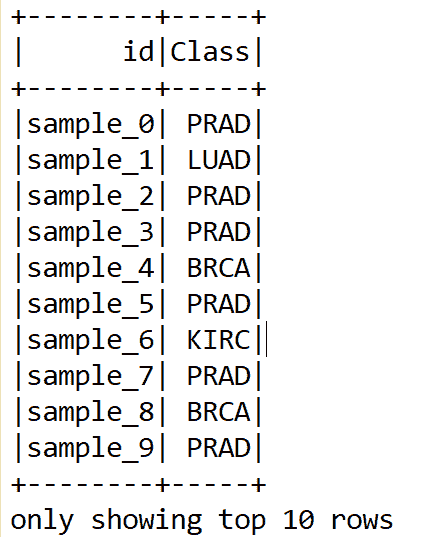 +--------+-----+
|      id|Class|
+--------+-----+
|sample_0| PRAD|
|sample_1| LUAD|
|sample_2| PRAD|
|sample_3| PRAD|
|sample_4| BRCA|
|sample_5| PRAD|
|sample_6| KIRC|
|sample_7| PRAD|
|sample_8| BRCA|
|sample_9| PRAD|
+--------+-----+
only showing top 10 rows